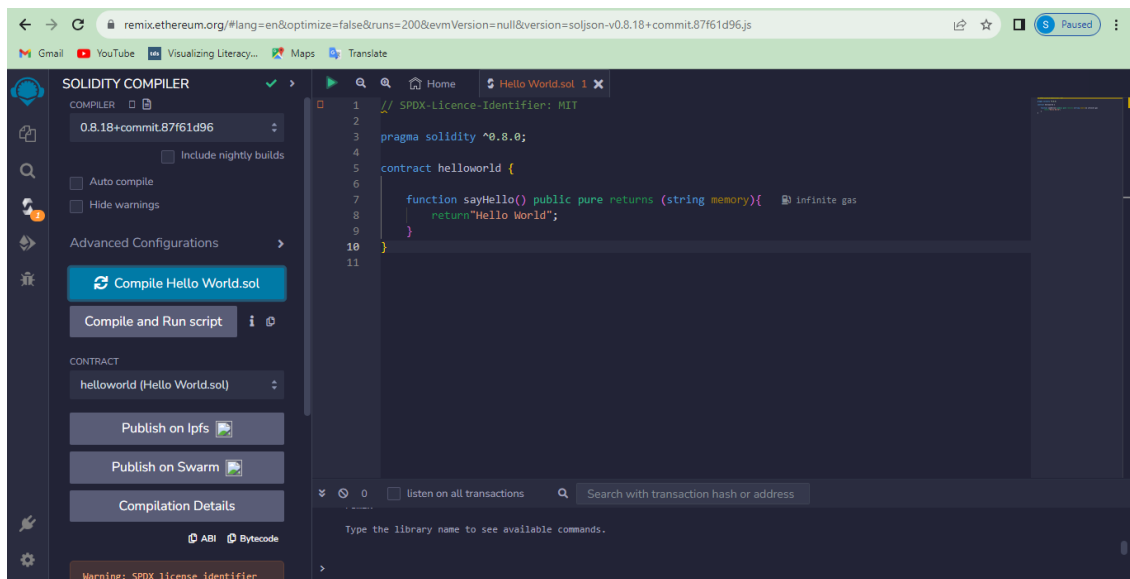 remix.ethereum.org/#lang=en&optimize=false&runs=200&evmVersion=null&version=soljson-v0.8.18+commit.87f61d96.js
S Paused
Gmail YouTube tds Visualizing Literacy... Maps Translate
SOLIDITY COMPILER
COMPILER
0.8.18+commit.87f61d96
Include nightly builds
Auto compile
Hide warnings
Advanced Configurations
Compile Hello World.sol
Compile and Run script
CONTRACT
helloworld (Hello World.sol)
Publish on Ipfs
Publish on Swarm
Compilation Details
ABI Bytecode
Warning: SPDX license identifier
Home Hello World.sol 1
1 // SPDX-Licence-Identifier: MIT
2
3 pragma solidity ^0.8.0;
4
5 contract helloworld {
6
7 function sayHello() public pure returns (string memory){ infinite gas
8 return"Hello World";
9 }
10 }
11
0 listen on all transactions Search with transaction hash or address
Type the library name to see available commands.
>